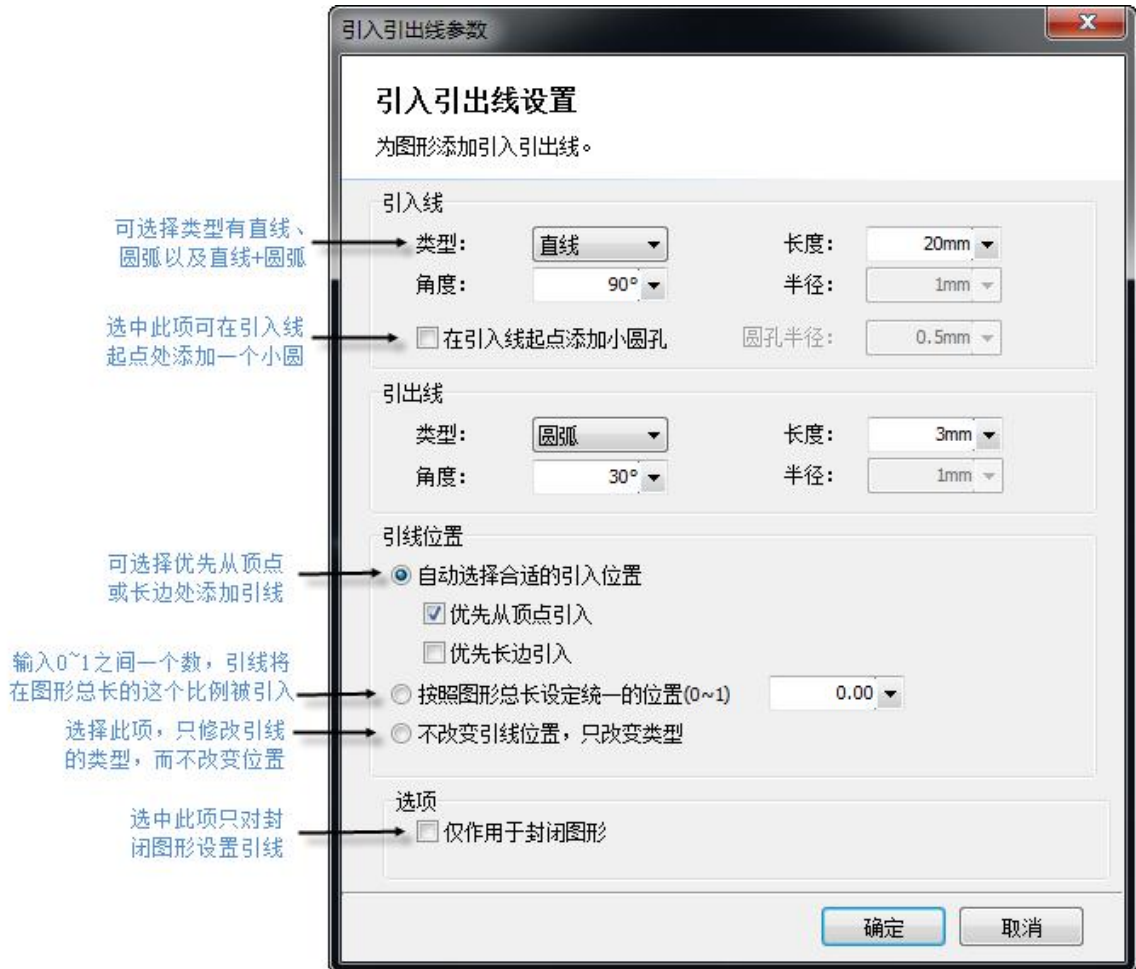 引入引出线参数
引入引出线设置
为图形添加引入引出线。
引入线
可选择类型有直线、
圆弧以及直线+圆弧
类型： 直线 长度： 20mm
角度： 90° 半径： 1mm
选中此项可在引入线
起点处添加一个小圆
在引入线起点添加小圆孔 圆孔半径： 0.5mm
引出线
类型： 圆弧 长度： 3mm
角度： 30° 半径： 1mm
引线位置
可选择优先从顶点
或长边处添加引线
自动选择合适的引入位置
优先从顶点引入
优先长边引入
输入0~1之间一个数，引线将
在图形总长的这个比例被引入
按照图形总长设定统一的位置(0~1) 0.00
选择此项，只修改引线
的类型，而不改变位置
不改变引线位置，只改变类型
选项
选中此项只对封
闭图形设置引线
仅作用于封闭图形
确定 取消